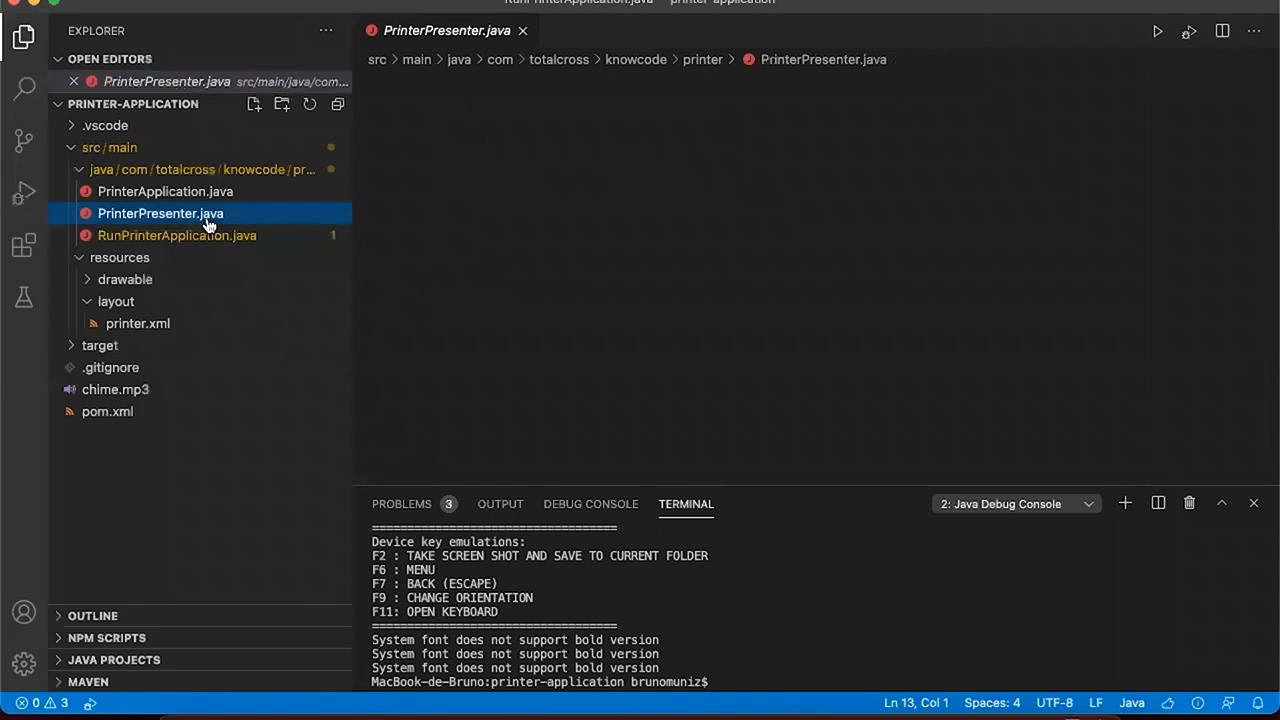 RunPrinterApplication.java — printer-application
EXPLORER
OPEN EDITORS
PrinterPresenter.java src/main/java/com...
PRINTER-APPLICATION
.vscode
src / main
java / com / totalcross / knowcode / pr...
PrinterApplication.java
PrinterPresenter.java
RunPrinterApplication.java 1
resources
drawable
layout
printer.xml
target
.gitignore
chime.mp3
pom.xml
OUTLINE
NPM SCRIPTS
JAVA PROJECTS
MAVEN
PrinterPresenter.java
src > main > java > com > totalcross > knowcode > printer > PrinterPresenter.java
PROBLEMS 3 OUTPUT DEBUG CONSOLE TERMINAL 2: Java Debug Console
===================================
Device key emulations:
F2 : TAKE SCREEN SHOT AND SAVE TO CURRENT FOLDER
F6 : MENU
F7 : BACK (ESCAPE)
F9 : CHANGE ORIENTATION
F11: OPEN KEYBOARD
===================================
System font does not support bold version
System font does not support bold version
System font does not support bold version
MacBook-de-Bruno:printer-application brunomuniz$
0 3 Ln 13, Col 1 Spaces: 4 UTF-8 LF Java